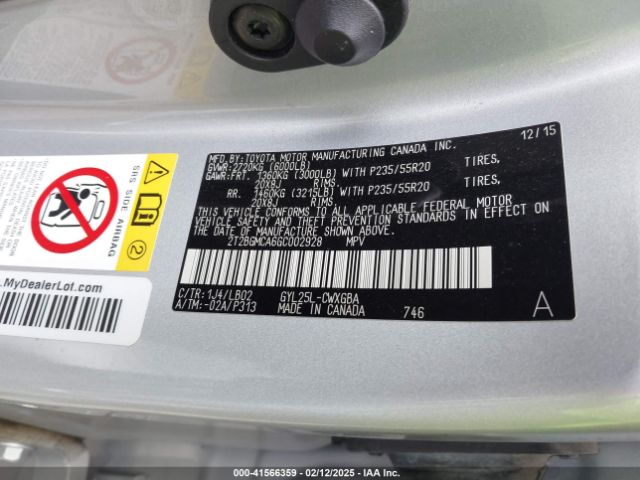 12/15
MFD.BY:TOYOTA MOTOR MANUFACTURING CANADA INC.
GVWR:2720KG (6000LB)
GAWR:FRT. 1360KG (3000LB) WITH P235/55R20 TIRES,
20X8J RIMS.
RR. 1460KG (3215LB) WITH P235/55R20 TIRES,
20X8J RIMS.
THIS VEHICLE CONFORMS TO ALL APPLICABLE FEDERAL MOTOR
VEHICLE SAFETY AND THEFT PREVENTION STANDARDS IN EFFECT ON
THE DATE OF MANUFACTURE SHOWN ABOVE.
2T2BGMCA6GC002928 MPV
C/TR:1J4/LB02 GYL25L-CWXGBA
A/TM:-02A/P313 MADE IN CANADA 746 A
SRS SIDE AIRBAG
2
MyDealerLot.com
000-41566359 - 02/12/2025 - IAA Inc.